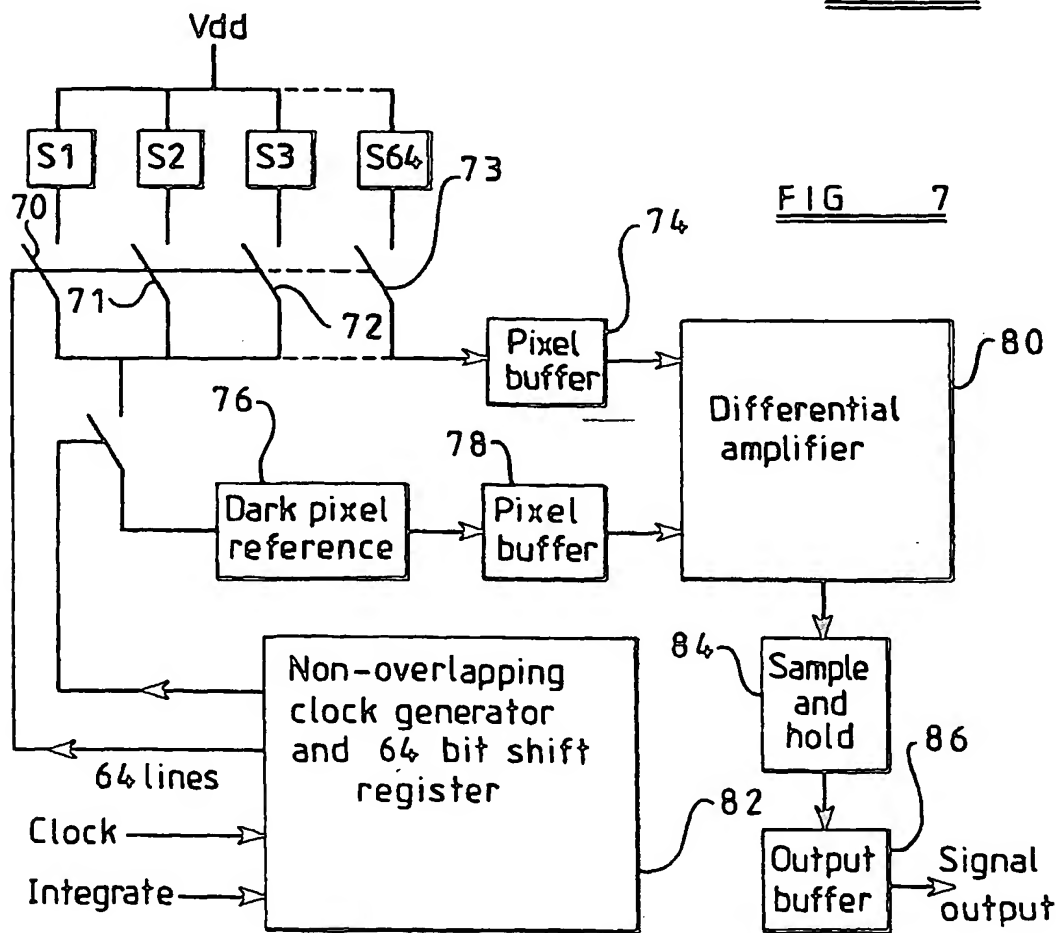 Vdd
S1
S2
S3
S64
73
70
FIG 7
74
71
72
80
Pixel
buffer
Differential
amplifier
76
78
Dark pixel
reference
Pixel
buffer
84
Sample
and
hold
Non-overlapping
clock generator
and 64 bit shift
register
86
64 lines
82
Clock
Integrate
Output
buffer
Signal
output